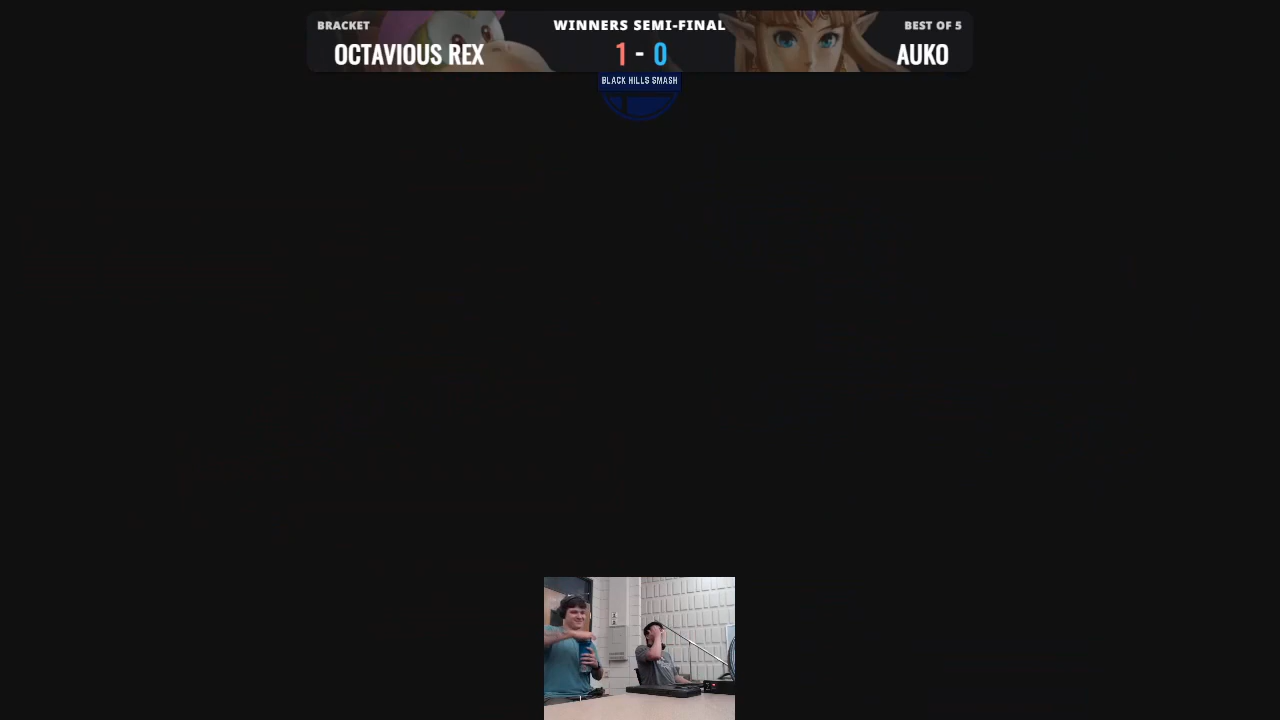 BRACKET
WINNERS SEMI-FINAL
BEST OF 5
OCTAVIOUS REX
1 - 0
AUKO
BLACK HILLS SMASH